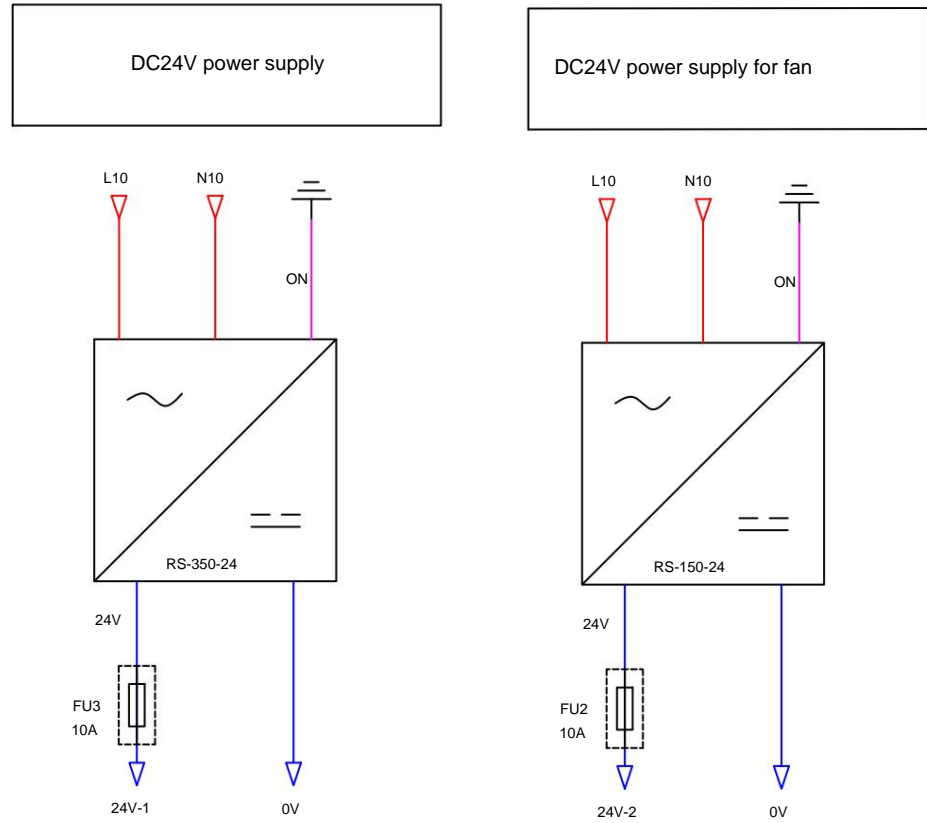 DC24V power supply
DC24V power supply for fan
L10
N10
ON
RS-350-24
24V
FU3
10A
24V-1
0V
L10
N10
ON
RS-150-24
24V
FU2
10A
24V-2
0V